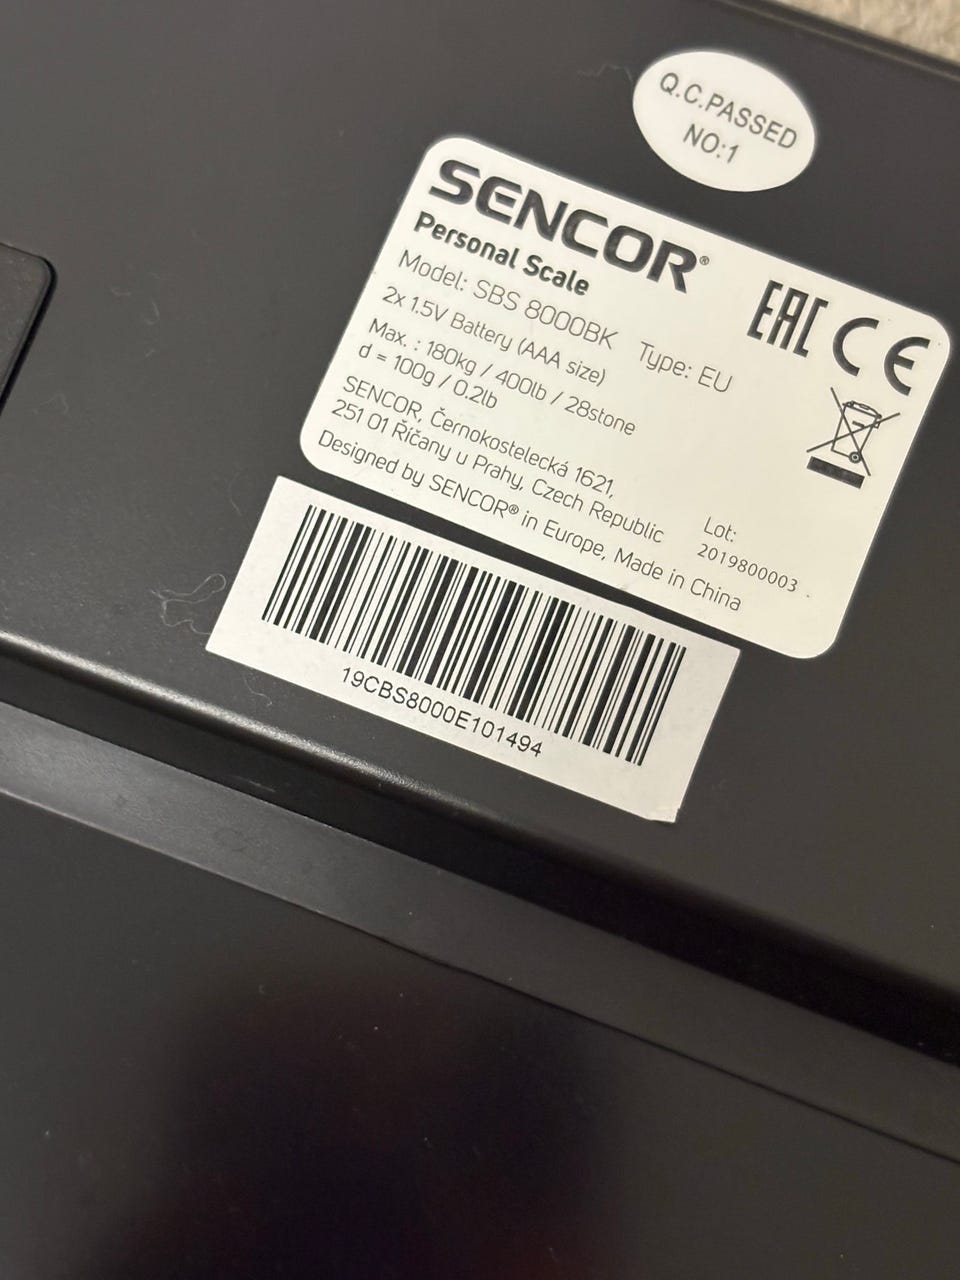 Q.C.PASSED
NO:1
SENCOR®
Personal Scale
Model: SBS 8000BK Type: EU
2x 1.5V Battery (AAA size)
Max. : 180kg / 400lb / 28stone
d = 100g / 0.2lb
SENCOR, Černokostelecká 1621,
251 01 Říčany u Prahy, Czech Republic
Designed by SENCOR® in Europe, Made in China
EAC CE
Lot:
2019800003
19CBS8000E101494